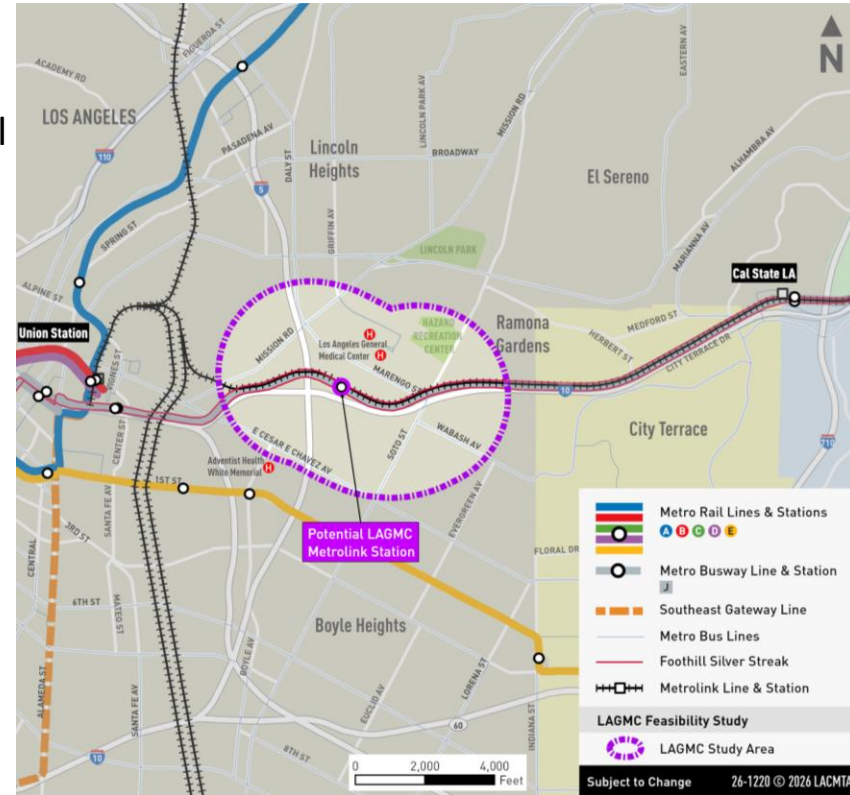 N
FIGUEROA ST
ACADEMY RD
LOS ANGELES
110
PASADENA AV
DALY ST
5
Lincoln
Heights
GRIFFIN AV
LINCOLN PARK AV
BROADWAY
MISSION RD
EASTERN AV
ALHAMBRA AV
El Sereno
MARIANNA AV
SPRING ST
ALPINE ST
LINCOLN PARK
Cal State LA
Union Station
VIGNES ST
MISSION RD
Los Angeles General
Medical Center
H
H
HAZARD
RECREATION
CENTER
Ramona
Gardens
HERBERT ST
MEDFORD ST
CITY TERRACE DR
MARENGO ST
10
CENTER ST
SANTA FE AV
E CESAR E CHAVEZ AV
SOTO ST
WABASH AV
City Terrace
710
Adventist Health
White Memorial
H
1ST ST
EVERGREEN AV
Potential LAGMC
Metrolink Station
3RD ST
CENTRAL
FLORAL DR
6TH ST
MATEO ST
Boyle Heights
BOYLE AV
ALAMEDA ST
SANTA FE AV
EUCLID AV
LORENA ST
INDIANA ST
60
8TH ST
10
0 2,000 4,000
Feet
Metro Rail Lines & Stations
A B C D E
Metro Busway Line & Station
J
Southeast Gateway Line
Metro Bus Lines
Foothill Silver Streak
Metrolink Line & Station
LAGMC Feasibility Study
LAGMC Study Area
Subject to Change 26-1220 © 2026 LACMTA